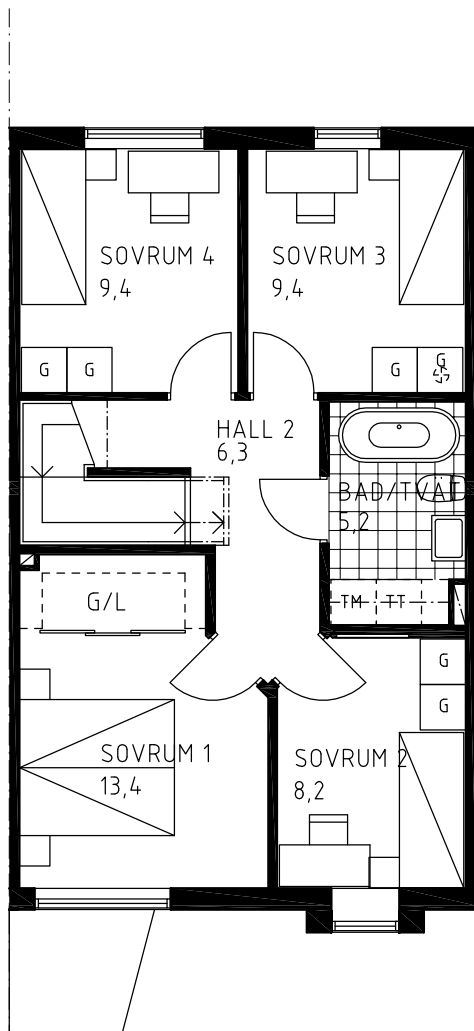 SOVRUM 4
9,4
SOVRUM 3
9,4
G G
G G
HALL 2
6,3
BAD/TVÄTT
5,2
G/L
TM TT
G
G
SOVRUM 1
13,4
SOVRUM 2
8,2